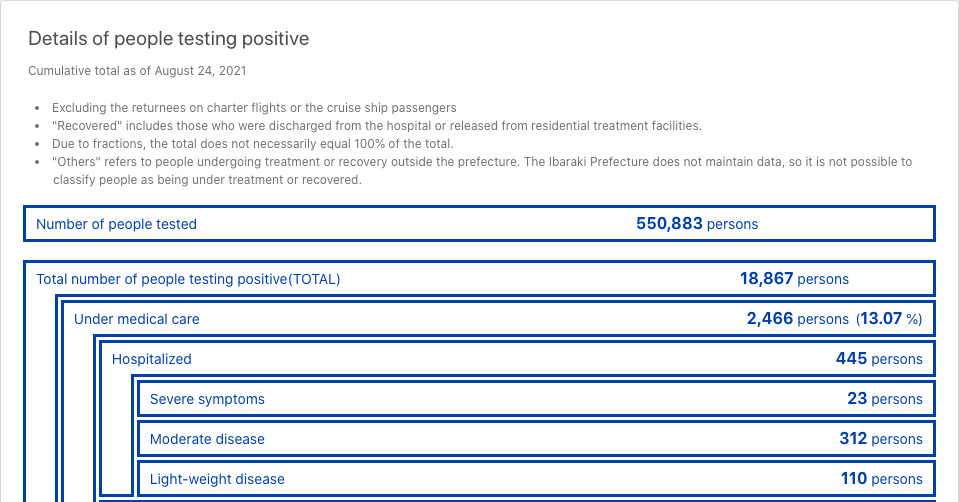 Details of people testing positive
Cumulative total as of August 24, 2021
• Excluding the returnees on charter flights or the cruise ship passengers
• "Recovered" includes those who were discharged from the hospital or released from residential treatment facilities.
• Due to fractions, the total does not necessarily equal 100% of the total.
• "Others" refers to people undergoing treatment or recovery outside the prefecture. The Ibaraki Prefecture does not maintain data, so it is not possible to
classify people as being under treatment or recovered.
Number of people tested 550,883 persons
Total number of people testing positive(TOTAL) 18,867 persons
Under medical care 2,466 persons (13.07 %)
Hospitalized 445 persons
Severe symptoms 23 persons
Moderate disease 312 persons
Light-weight disease 110 persons